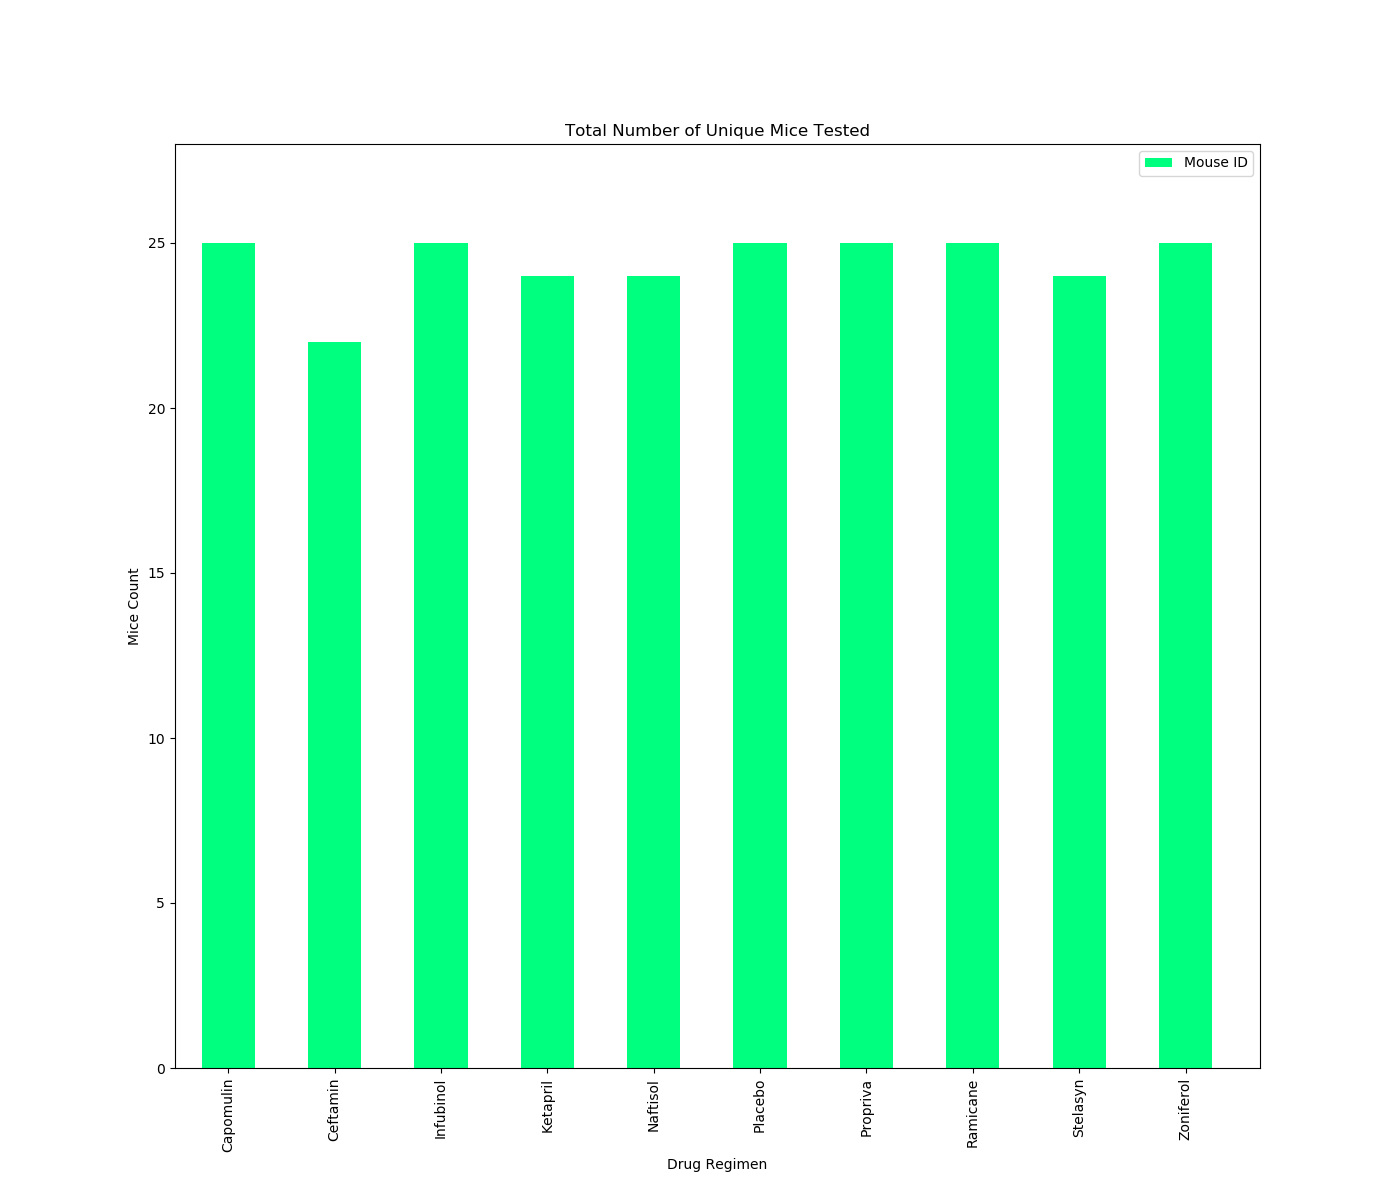 Total Number of Unique Mice Tested
Mouse ID
25
20
15
10
5
0
Mice Count
Capomulin
Ceftamin
Infubinol
Ketapril
Naftisol
Placebo
Propriva
Ramicane
Stelasyn
Zoniferol
Drug Regimen